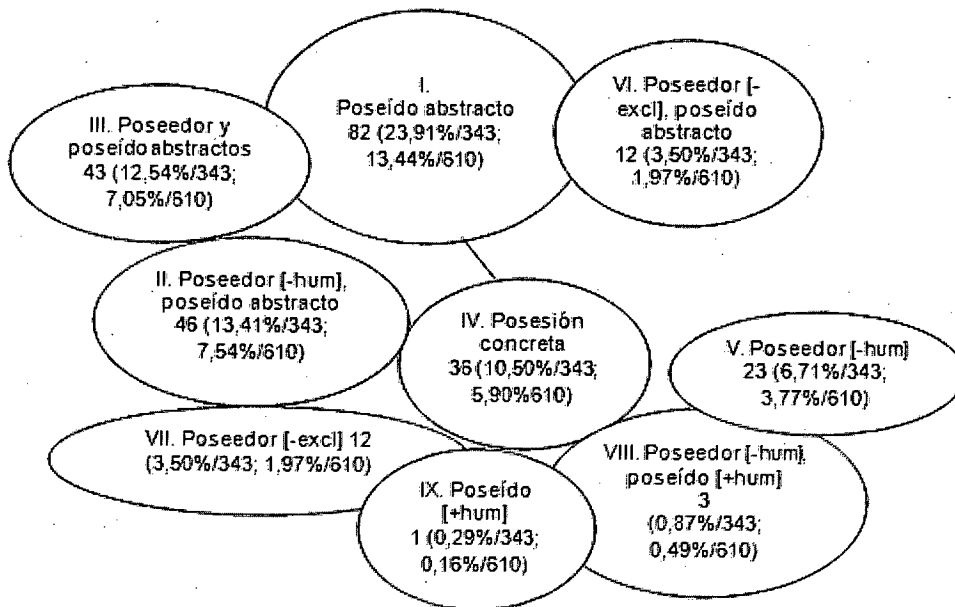 I.
Poseído abstracto
82 (23,91%/343;
13,44%/610)
VI. Poseedor [-
excl], poseído
abstracto
12 (3,50%/343;
1,97%/610)
III. Poseedor y
poseído abstractos
43 (12,54%/343;
7,05%/610)
II. Poseedor [-hum],
poseído abstracto
46 (13,41%/343;
7,54%/610)
IV. Posesión
concreta
36 (10,50%/343;
5,90%610)
V. Poseedor [-hum]
23 (6,71%/343;
3,77%/610)
VII. Poseedor [-excl] 12
(3,50%/343; 1,97%/610)
VIII. Poseedor [-hum],
poseído [+hum]
3
(0,87%/343;
0,49%/610)
IX. Poseído
[+hum]
1 (0,29%/343;
0,16%/610)